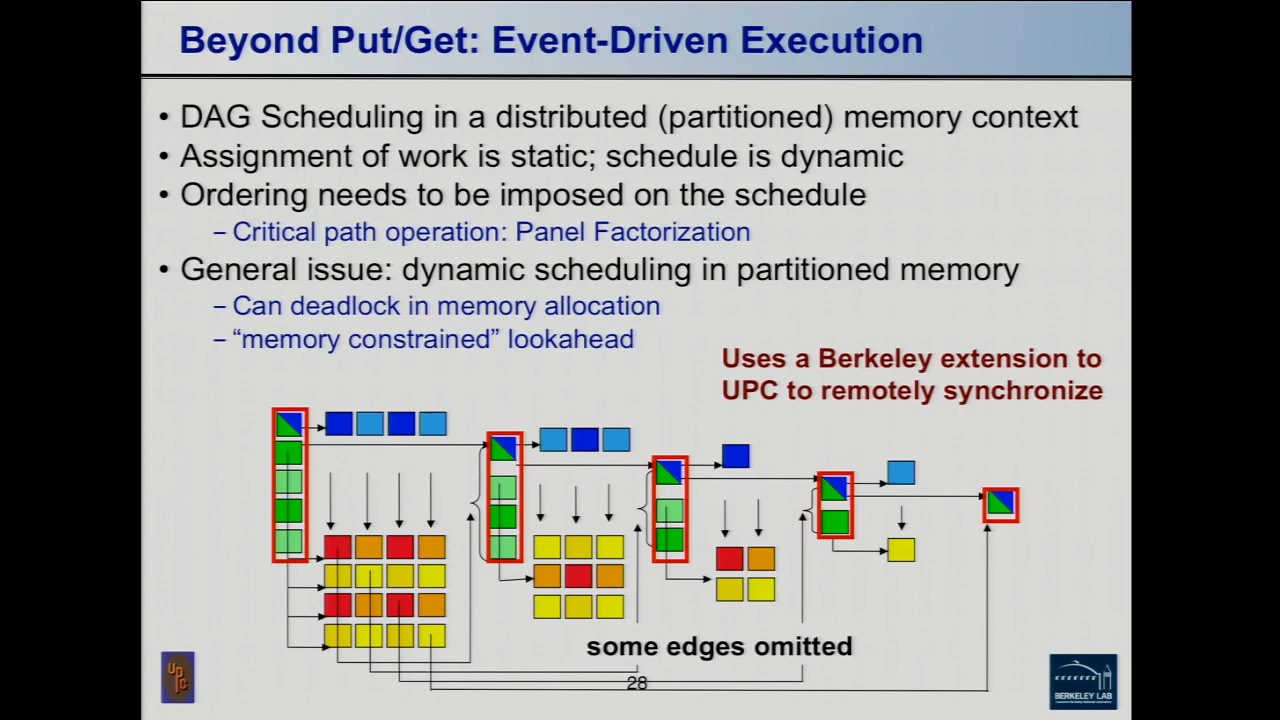 Beyond Put/Get: Event-Driven Execution
• DAG Scheduling in a distributed (partitioned) memory context
• Assignment of work is static; schedule is dynamic
• Ordering needs to be imposed on the schedule
– Critical path operation: Panel Factorization
• General issue: dynamic scheduling in partitioned memory
– Can deadlock in memory allocation
– “memory constrained” lookahead
Uses a Berkeley extension to
UPC to remotely synchronize
some edges omitted
28
UPC
BERKELEY LAB